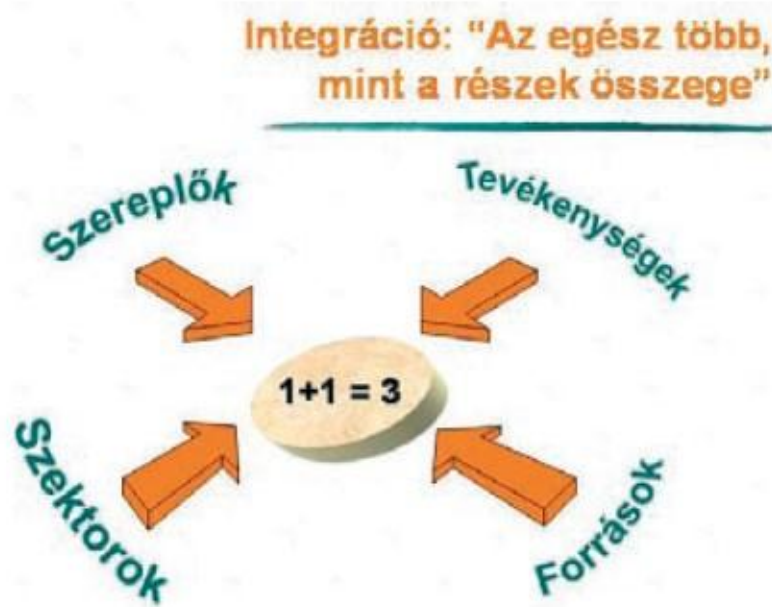 Integráció: “Az egész több,
mint a részek összege”
Szereplők
Tevékenységek
1+1 = 3
Szektorok
Források